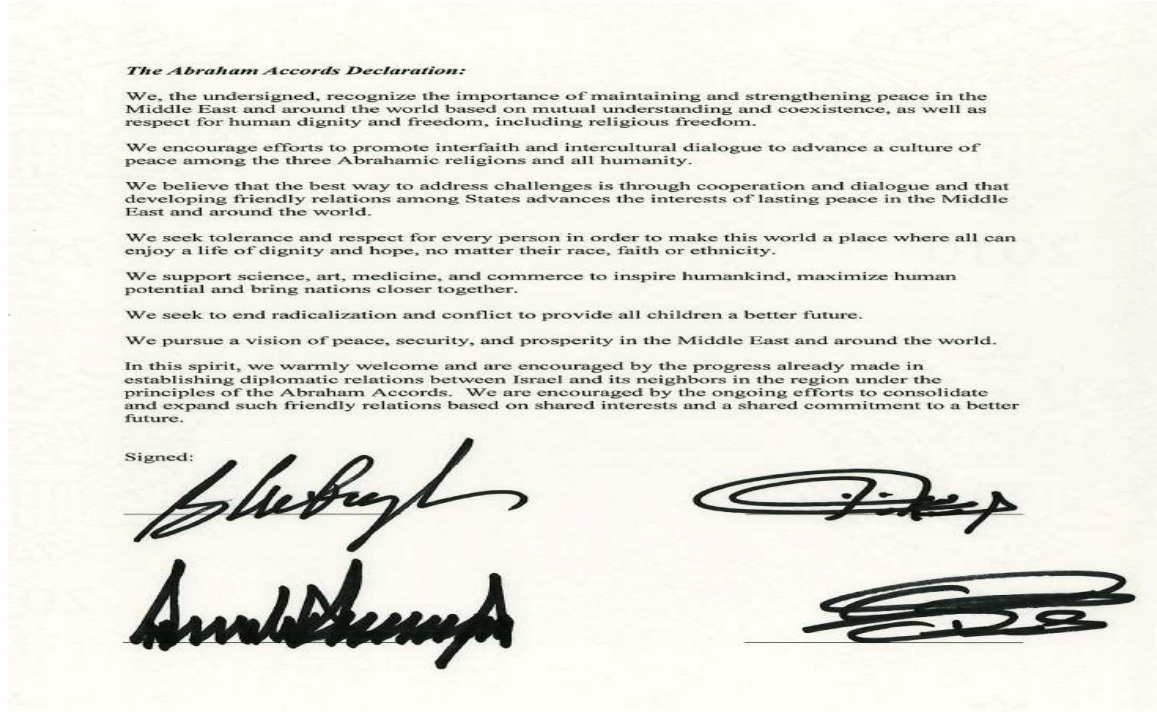 The Abraham Accords Declaration:
We, the undersigned, recognize the importance of maintaining and strengthening peace in the
Middle East and around the world based on mutual understanding and coexistence, as well as
respect for human dignity and freedom, including religious freedom.
We encourage efforts to promote interfaith and intercultural dialogue to advance a culture of
peace among the three Abrahamic religions and all humanity.
We believe that the best way to address challenges is through cooperation and dialogue and that
developing friendly relations among States advances the interests of lasting peace in the Middle
East and around the world.
We seek tolerance and respect for every person in order to make this world a place where all can
enjoy a life of dignity and hope, no matter their race, faith or ethnicity.
We support science, art, medicine, and commerce to inspire humankind, maximize human
potential and bring nations closer together.
We seek to end radicalization and conflict to provide all children a better future.
We pursue a vision of peace, security, and prosperity in the Middle East and around the world.
In this spirit, we warmly welcome and are encouraged by the progress already made in
establishing diplomatic relations between Israel and its neighbors in the region under the
principles of the Abraham Accords.  We are encouraged by the ongoing efforts to consolidate
and expand such friendly relations based on shared interests and a shared commitment to a better
future.
Signed: